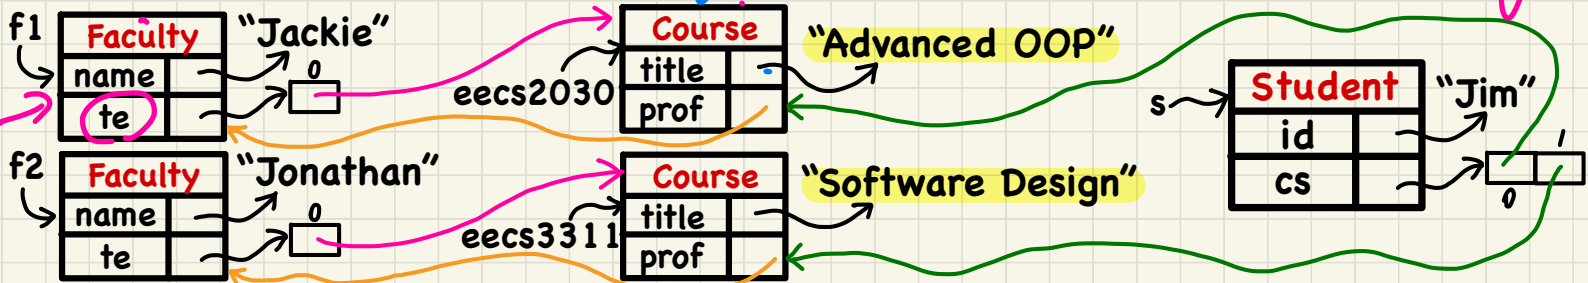 f1
Faculty
name
te
"Jackie"
0
eecs2030
Course
title
prof
"Advanced OOP"
s
Student
id
cs
"Jim"
0
1
f2
Faculty
name
te
"Jonathan"
0
eecs3311
Course
title
prof
"Software Design"